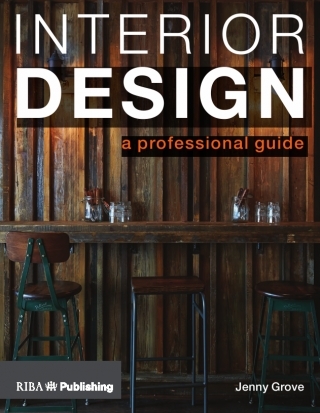 INTERIOR
DESIGN
a professional guide
RIBA Publishing
Jenny Grove